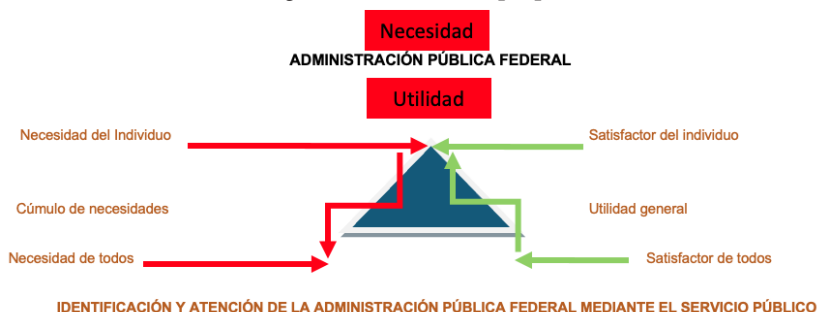 Necesidad
ADMINISTRACIÓN PÚBLICA FEDERAL
Utilidad
Necesidad del Individuo
Satisfactor del individuo
Cúmulo de necesidades
Utilidad general
Necesidad de todos
Satisfactor de todos
IDENTIFICACIÓN Y ATENCIÓN DE LA ADMINISTRACIÓN PÚBLICA FEDERAL MEDIANTE EL SERVICIO PÚBLICO